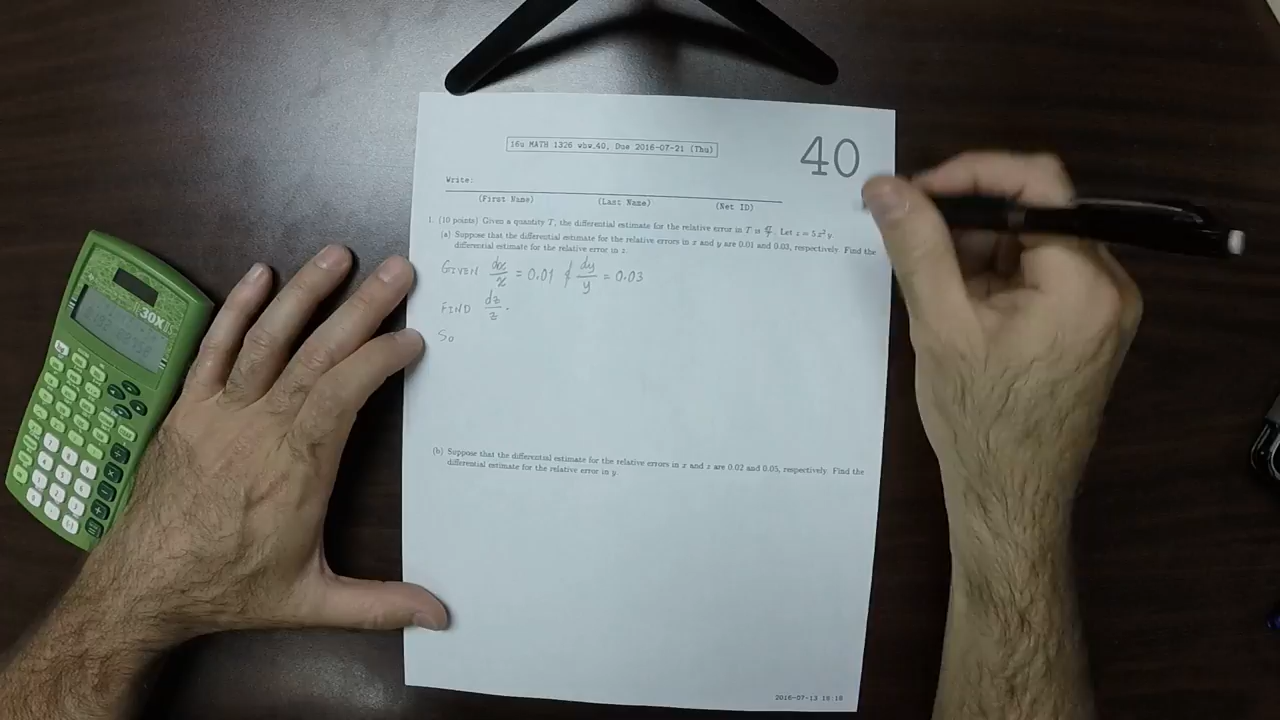 16u MATH 1326 wbw_40, Due 2016-07-21 (Thu)
40
Write:
(First Name) (Last Name) (Net ID)
1. (10 points) Given a quantity T, the differential estimate for the relative error in T is dT/T. Let z = 5x²y.
(a) Suppose that the differential estimate for the relative errors in x and y are 0.01 and 0.03, respectively. Find the
differential estimate for the relative error in z.
GIVEN dx/x = 0.01 & dy/y = 0.03
FIND dz/z.
So
(b) Suppose that the differential estimate for the relative errors in x and z are 0.02 and 0.05, respectively. Find the
differential estimate for the relative error in y.
2016-07-13 18:18
30X